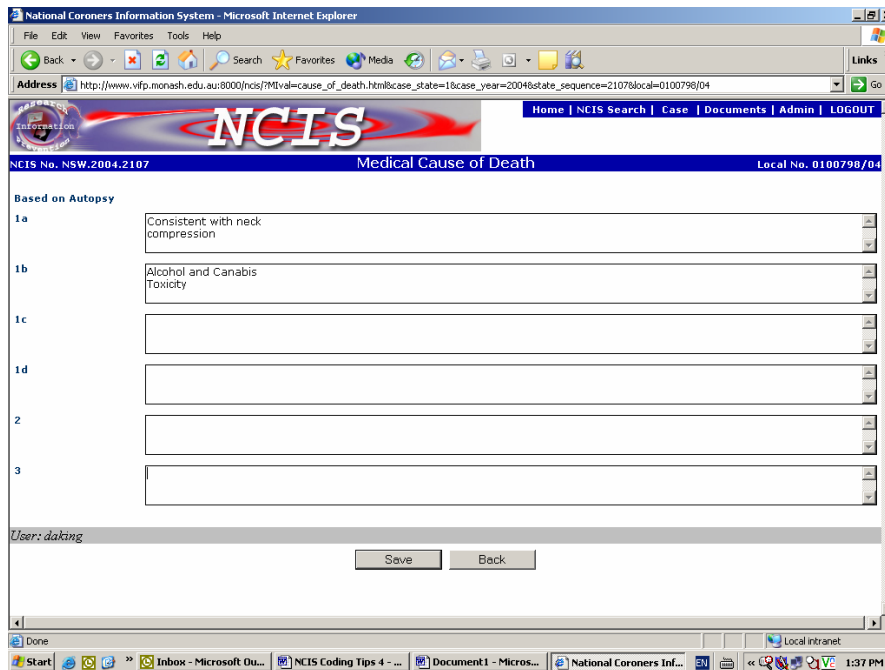 National Coroners Information System - Microsoft Internet Explorer
File Edit View Favorites Tools Help
Back Search Favorites Media Links
Address http://www.vifp.monash.edu.au:8000/ncis/?MIval=cause_of_death.html&case_state=1&case_year=2004&state_sequence=2107&local=0100798/04 Go
Research
Information
Prevention
NCIS
Home | NCIS Search | Case | Documents | Admin | LOGOUT
NCIS No. NSW.2004.2107 Medical Cause of Death Local No. 0100798/04
Based on Autopsy
1a
Consistent with neck
compression
1b
Alcohol and Canabis
Toxicity
1c
1d
2
3
User: daking
Save Back
Done Local intranet
Start » Inbox - Microsoft Ou... NCIS Coding Tips 4 - ... Document1 - Micros... National Coroners Inf... EN « 1:37 PM